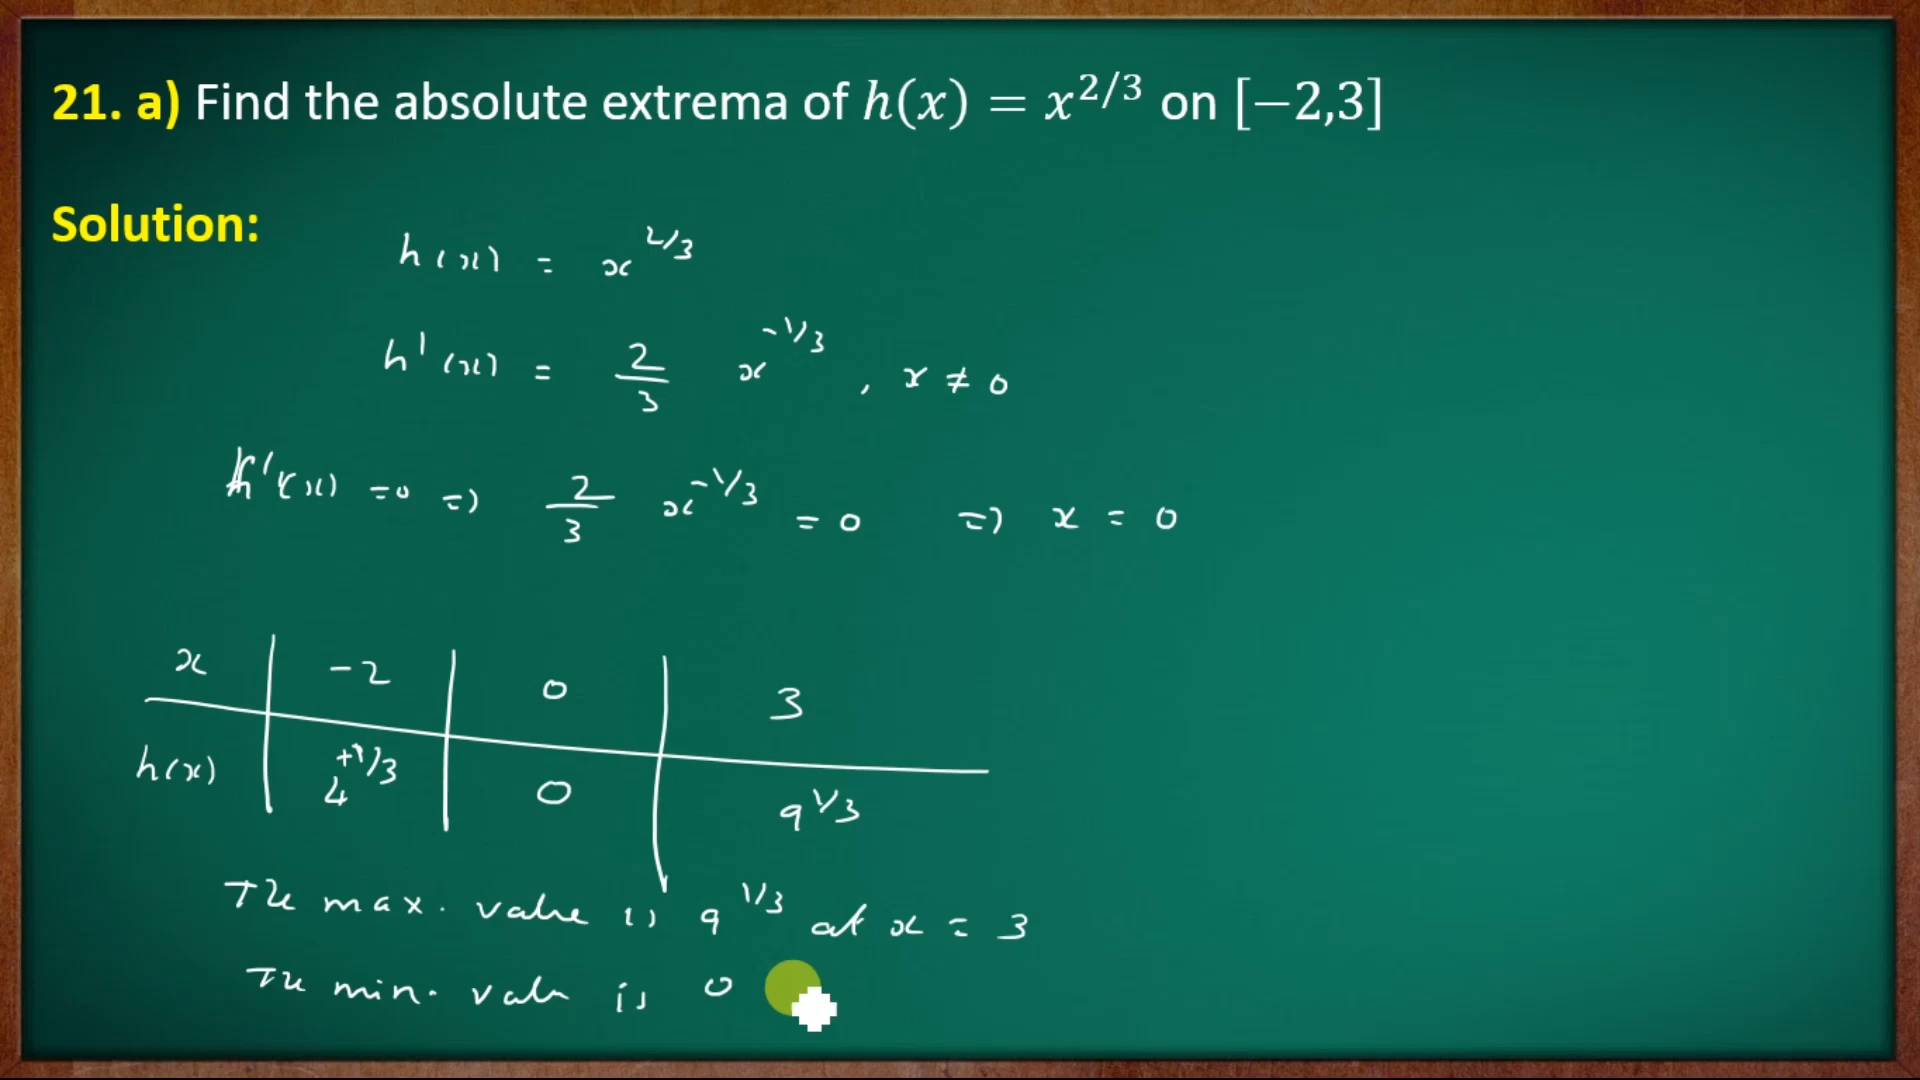 21. a) Find the absolute extrema of h(x) = x^{2/3} on [−2,3]
Solution:
h(x) = x^{2/3}
h'(x) = 2/3 x^{-1/3} , x ≠ 0
h'(x) = 0 => 2/3 x^{-1/3} = 0 => x = 0
x | -2 | 0 | 3
h(x) | 4^{+1/3} | 0 | 9^{1/3}
The max. value is 9^{1/3} at x = 3
The min. value is 0